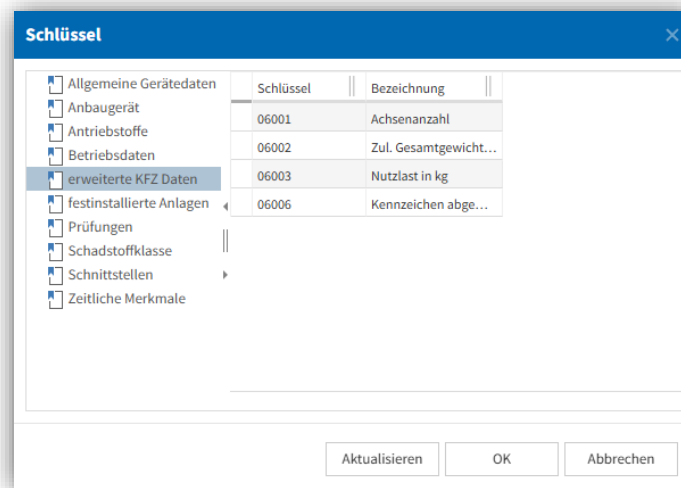 Schlüssel
Allgemeine Gerätedaten
Anbaugerät
Antriebstoffe
Betriebsdaten
erweiterte KFZ Daten
festinstallierte Anlagen
Prüfungen
Schadstoffklasse
Schnittstellen
Zeitliche Merkmale
Schlüssel Bezeichnung
06001 Achsenanzahl
06002 Zul. Gesamtgewicht...
06003 Nutzlast in kg
06006 Kennzeichen abge...
Aktualisieren OK Abbrechen